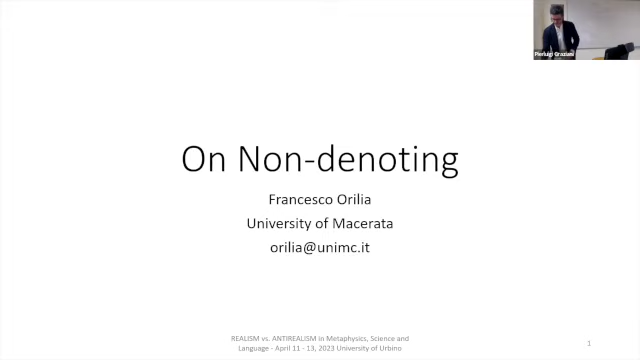 Pierluigi Graziani
On Non-denoting
Francesco Orilia
University of Macerata
orilia@unimc.it
REALISM vs. ANTIREALISM in Metaphysics, Science and
Language - April 11 - 13, 2023 University of Urbino
1